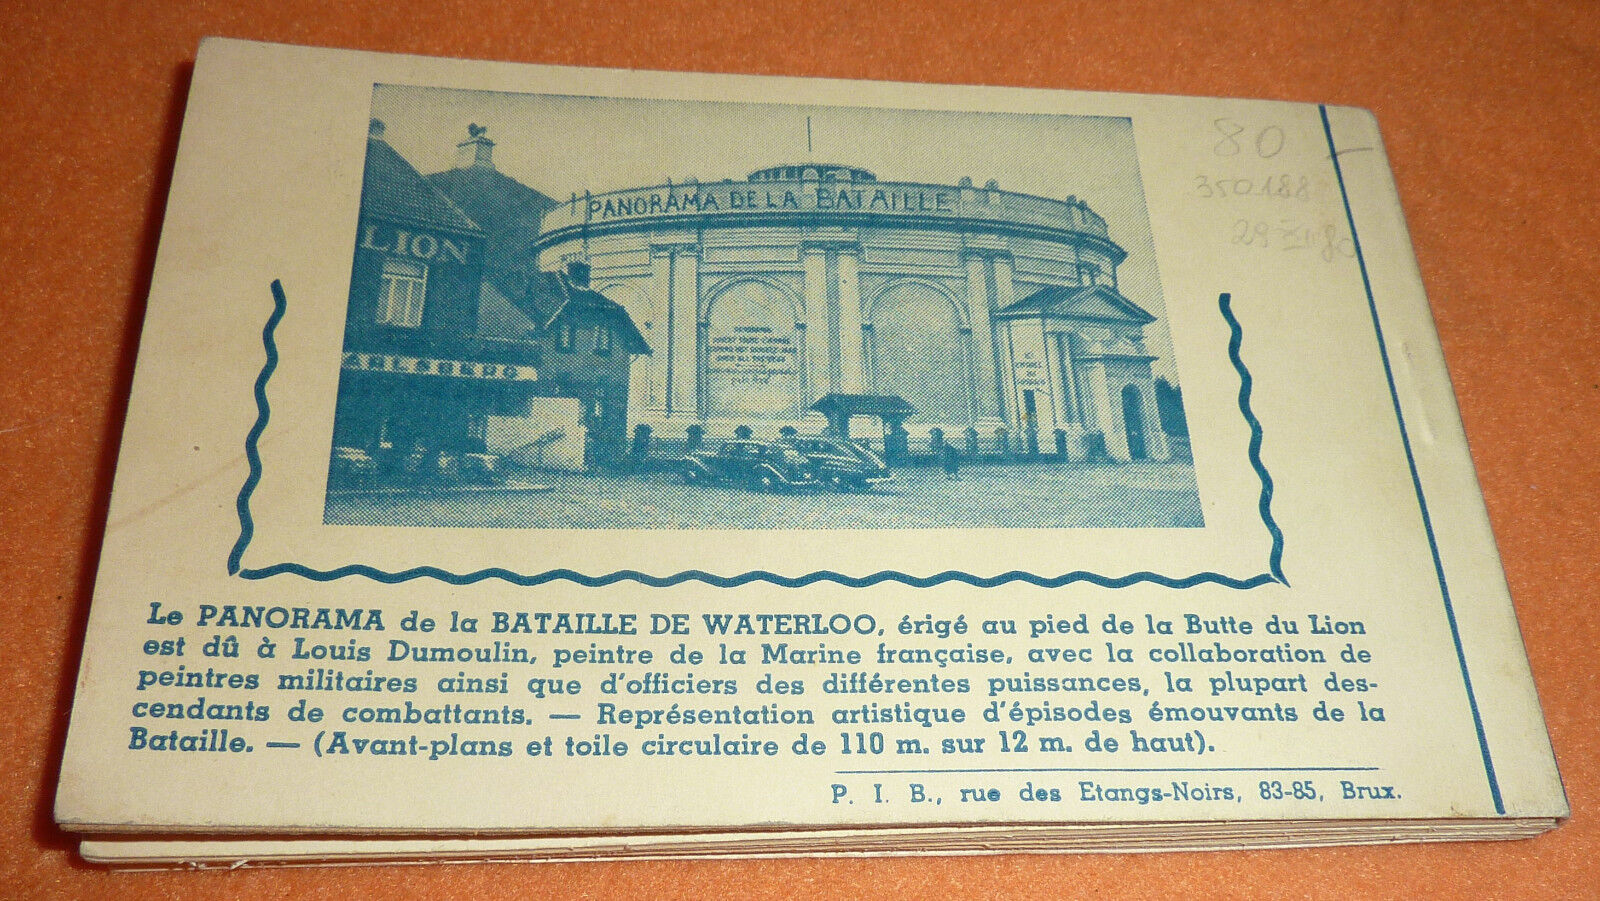 80 —
350188
PANORAMA DE LA BATAILLE
LION
Le PANORAMA de la BATAILLE DE WATERLOO, érigé au pied de la Butte du Lion
est dû à Louis Dumoulin, peintre de la Marine française, avec la collaboration de
peintres militaires ainsi que d'officiers des différentes puissances, la plupart des-
cendants de combattants. — Représentation artistique d'épisodes émouvants de la
Bataille. — (Avant-plans et toile circulaire de 110 m. sur 12 m. de haut).
P. I. B., rue des Etangs-Noirs, 83-85, Brux.